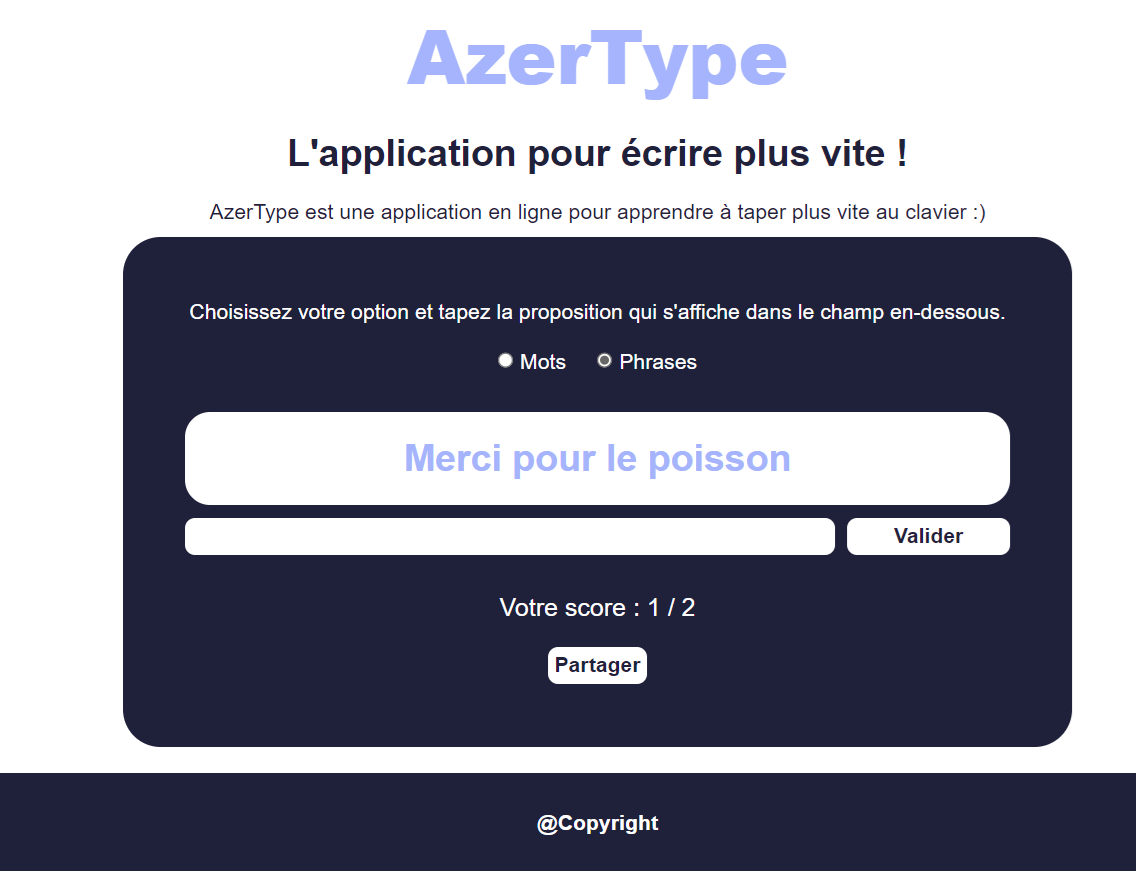 AzerType
L'application pour écrire plus vite !
AzerType est une application en ligne pour apprendre à taper plus vite au clavier :)
Choisissez votre option et tapez la proposition qui s'affiche dans le champ en-dessous.
Mots Phrases
Merci pour le poisson
Valider
Votre score : 1 / 2
Partager
@Copyright